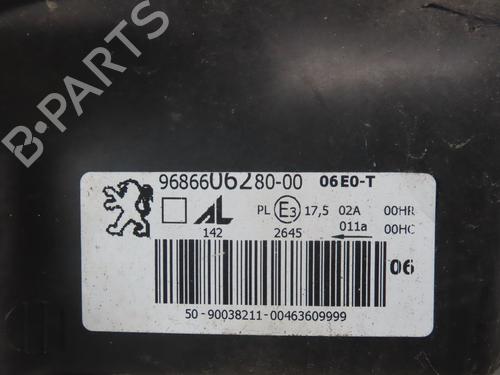 B-PARTS
9686606280-00 06E0-T
AL PL E3 17,5 02A 00HR
142 2645 011a 00HC
06
50-90038211-00463609999